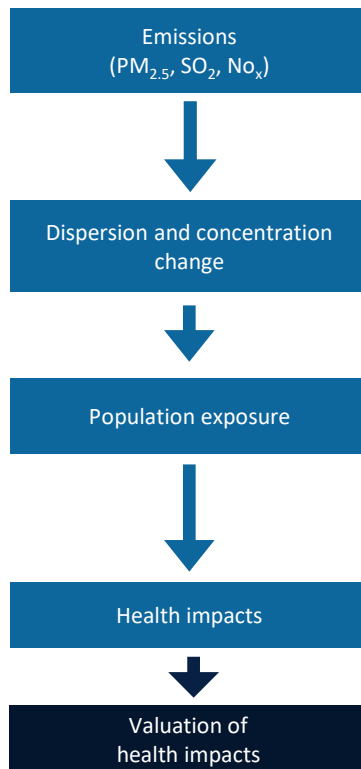 Emissions
(PM₂.₅, SO₂, Noₓ)
Dispersion and concentration
change
Population exposure
Health impacts
Valuation of
health impacts